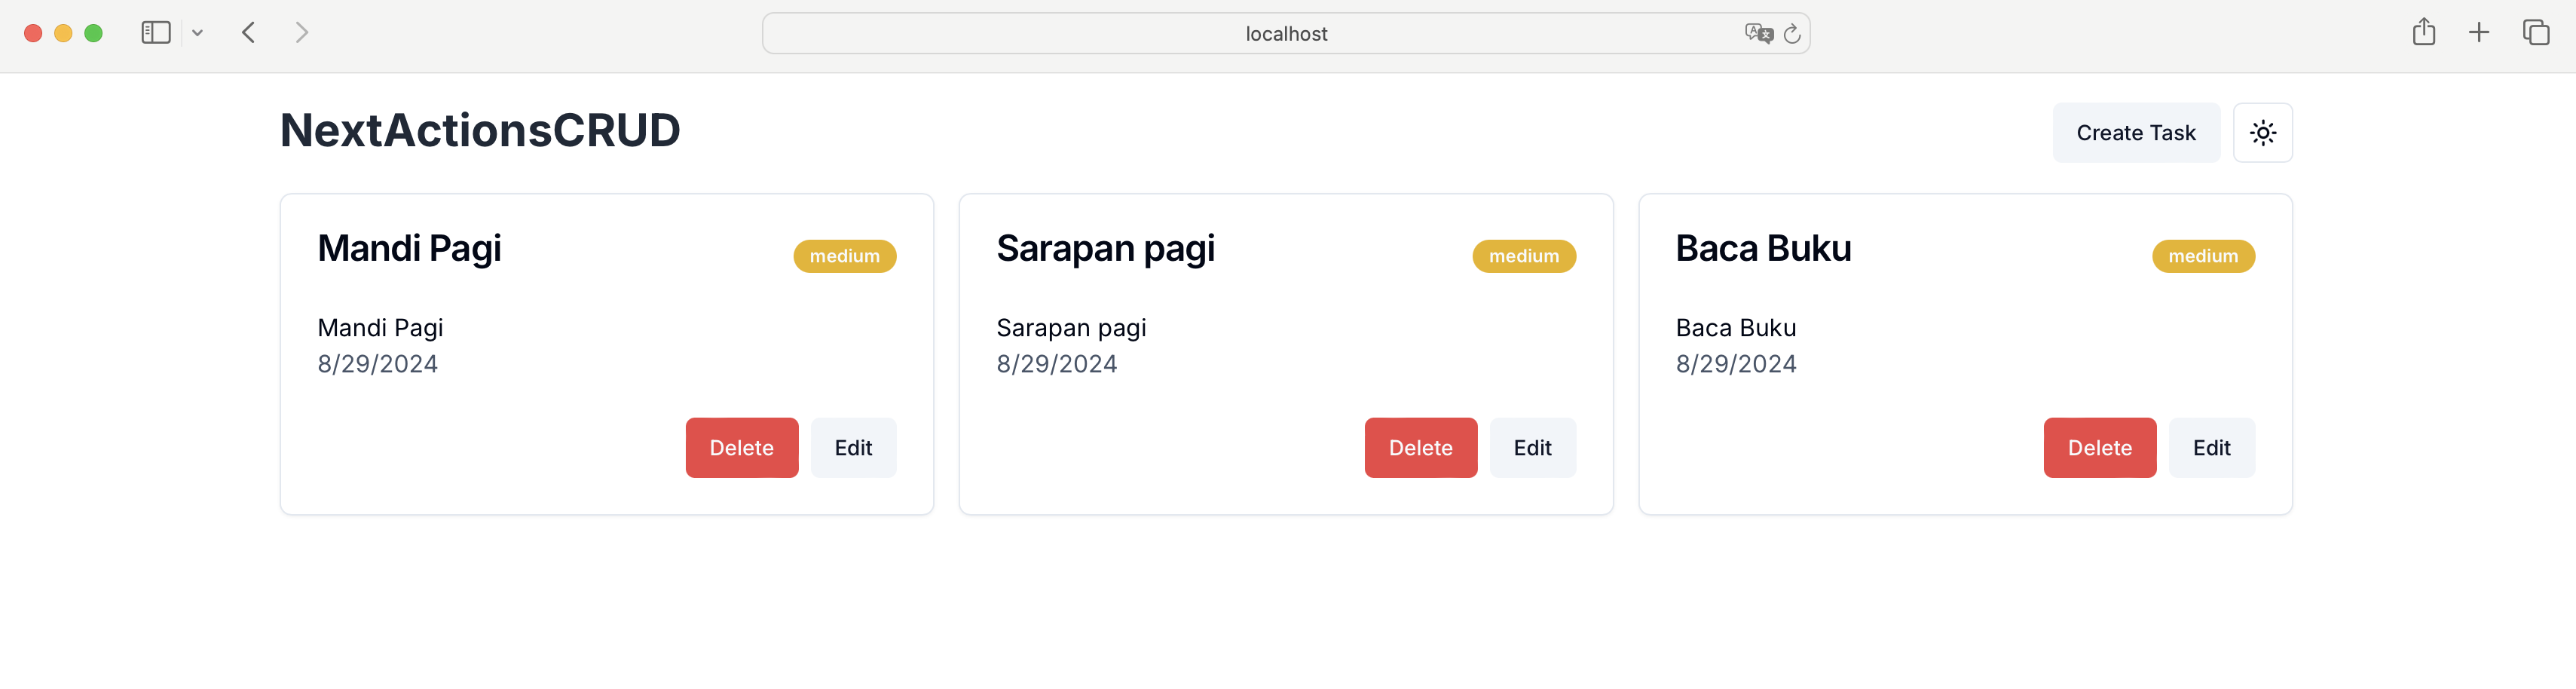 localhost
NextActionsCRUD
Create Task
Mandi Pagi
medium
Mandi Pagi
8/29/2024
Delete
Edit
Sarapan pagi
medium
Sarapan pagi
8/29/2024
Delete
Edit
Baca Buku
medium
Baca Buku
8/29/2024
Delete
Edit